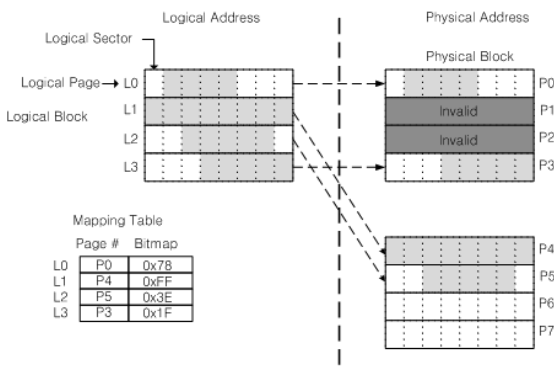 Logical Address
Physical Address
Logical Sector
Physical Block
Logical Page
L0
P0
Logical Block
L1
Invalid
P1
L2
Invalid
P2
L3
P3
Mapping Table
Page #
Bitmap
L0
P0
0x78
L1
P4
0xFF
L2
P5
0x3E
L3
P3
0x1F
P4
P5
P6
P7